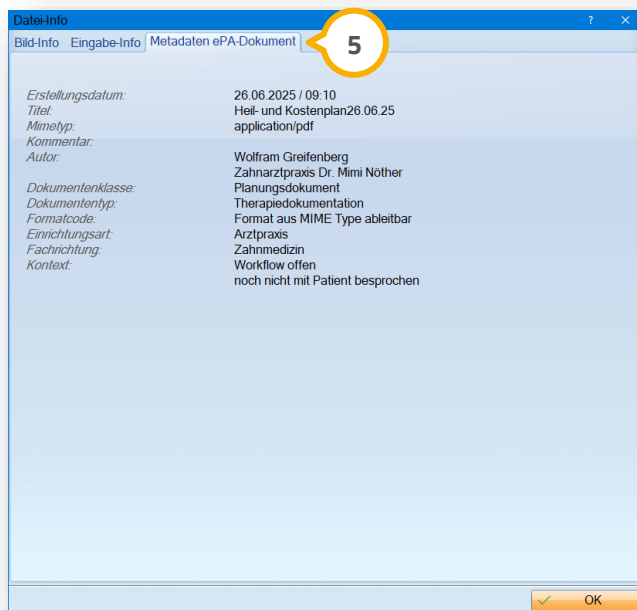 Datei-Info
Bild-Info Eingabe-Info Metadaten ePA-Dokument
5
Erstellungsdatum: 26.06.2025 / 09:10
Titel: Heil- und Kostenplan26.06.25
Mimetyp: application/pdf
Kommentar:
Autor: Wolfram Greifenberg
Zahnarztpraxis Dr. Mimi Nöther
Dokumentenklasse: Planungsdokument
Dokumententyp: Therapiedokumentation
Formatcode: Format aus MIME Type ableitbar
Einrichtungsart: Arztpraxis
Fachrichtung: Zahnmedizin
Kontext: Workflow offen
noch nicht mit Patient besprochen
OK